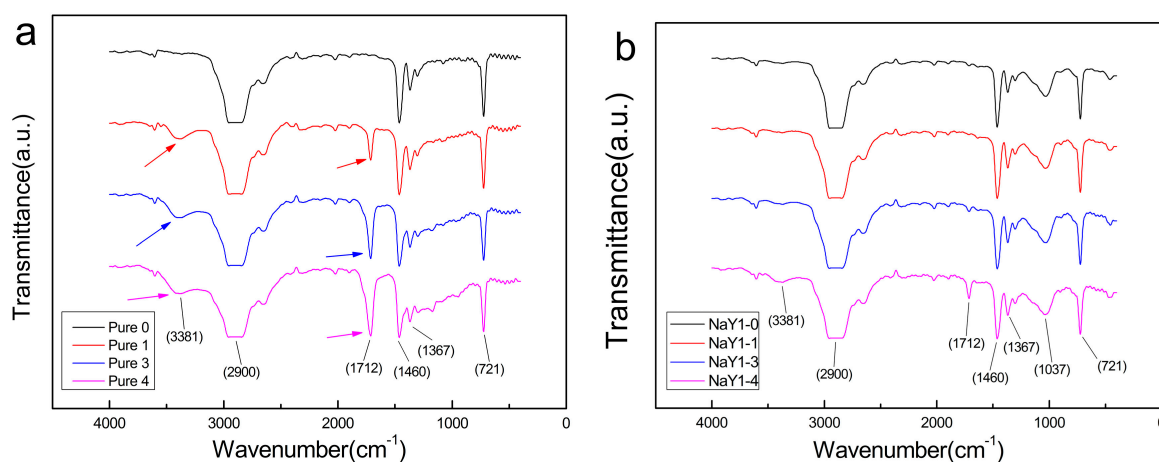 a
Transmittance(a.u.)
Pure 0
Pure 1
Pure 3
Pure 4
(3381)
(2900)
(1712)
(1460)
(1367)
(721)
4000
3000
2000
1000
0
Wavenumber(cm⁻¹)
b
Transmittance(a.u.)
NaY1-0
NaY1-1
NaY1-3
NaY1-4
(3381)
(2900)
(1712)
(1460)
(1367)
(1037)
(721)
4000
3000
2000
1000
0
Wavenumber(cm⁻¹)